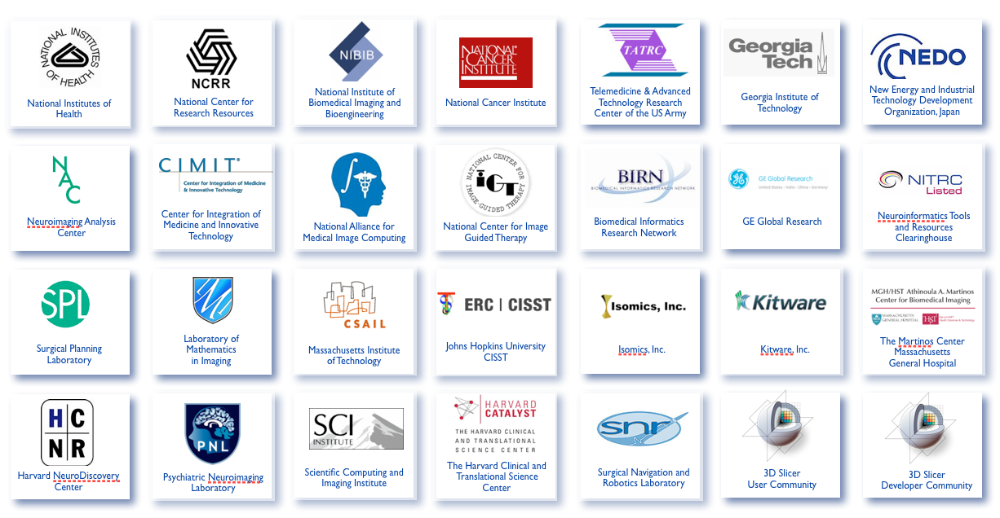 NATIONAL INSTITUTES OF HEALTH
National Institutes of
Health
NCRR
National Center for
Research Resources
NIBIB
National Institute of
Biomedical Imaging and
Bioengineering
NATIONAL
CANCER
INSTITUTE
National Cancer Institute
TATRC
Telemedicine & Advanced
Technology Research
Center of the US Army
Georgia
Tech
Georgia Institute of
Technology
NEDO
New Energy and Industrial
Technology Development
Organization, Japan
NAC
Neuroimaging Analysis
Center
CIMIT
Center for Integration of Medicine
& Innovative Technology
Center for Integration of
Medicine and Innovative
Technology
National Alliance for
Medical Image Computing
NATIONAL CENTER FOR
IGT
IMAGE-GUIDED THERAPY
National Center for Image
Guided Therapy
BIRN
BIOMEDICAL INFORMATICS RESEARCH NETWORK
Biomedical Informatics
Research Network
GE Global Research
United States • India • China • Germany
GE Global Research
NITRC
Listed
Neuroinformatics Tools
and Resources
Clearinghouse
SPL
Surgical Planning
Laboratory
Laboratory of
Mathematics
in Imaging
CSAIL
Massachusetts Institute
of Technology
ERC | CISST
Johns Hopkins University
CISST
Isomics, Inc.
Isomics, Inc.
Kitware
Kitware, Inc.
MGH/HST Athinoula A. Martinos
Center for Biomedical Imaging
MASSACHUSETTS
GENERAL HOSPITAL
HST
The Martinos Center
Massachusetts
General Hospital
HC
NR
Harvard NeuroDiscovery
Center
PNL
Psychiatric Neuroimaging
Laboratory
SCI
INSTITUTE
Scientific Computing and
Imaging Institute
HARVARD
CATALYST
THE HARVARD CLINICAL
AND TRANSLATIONAL
SCIENCE CENTER
The Harvard Clinical and
Translational Science
Center
snr
Surgical Navigation and
Robotics Laboratory
3D Slicer
User Community
3D Slicer
Developer Community